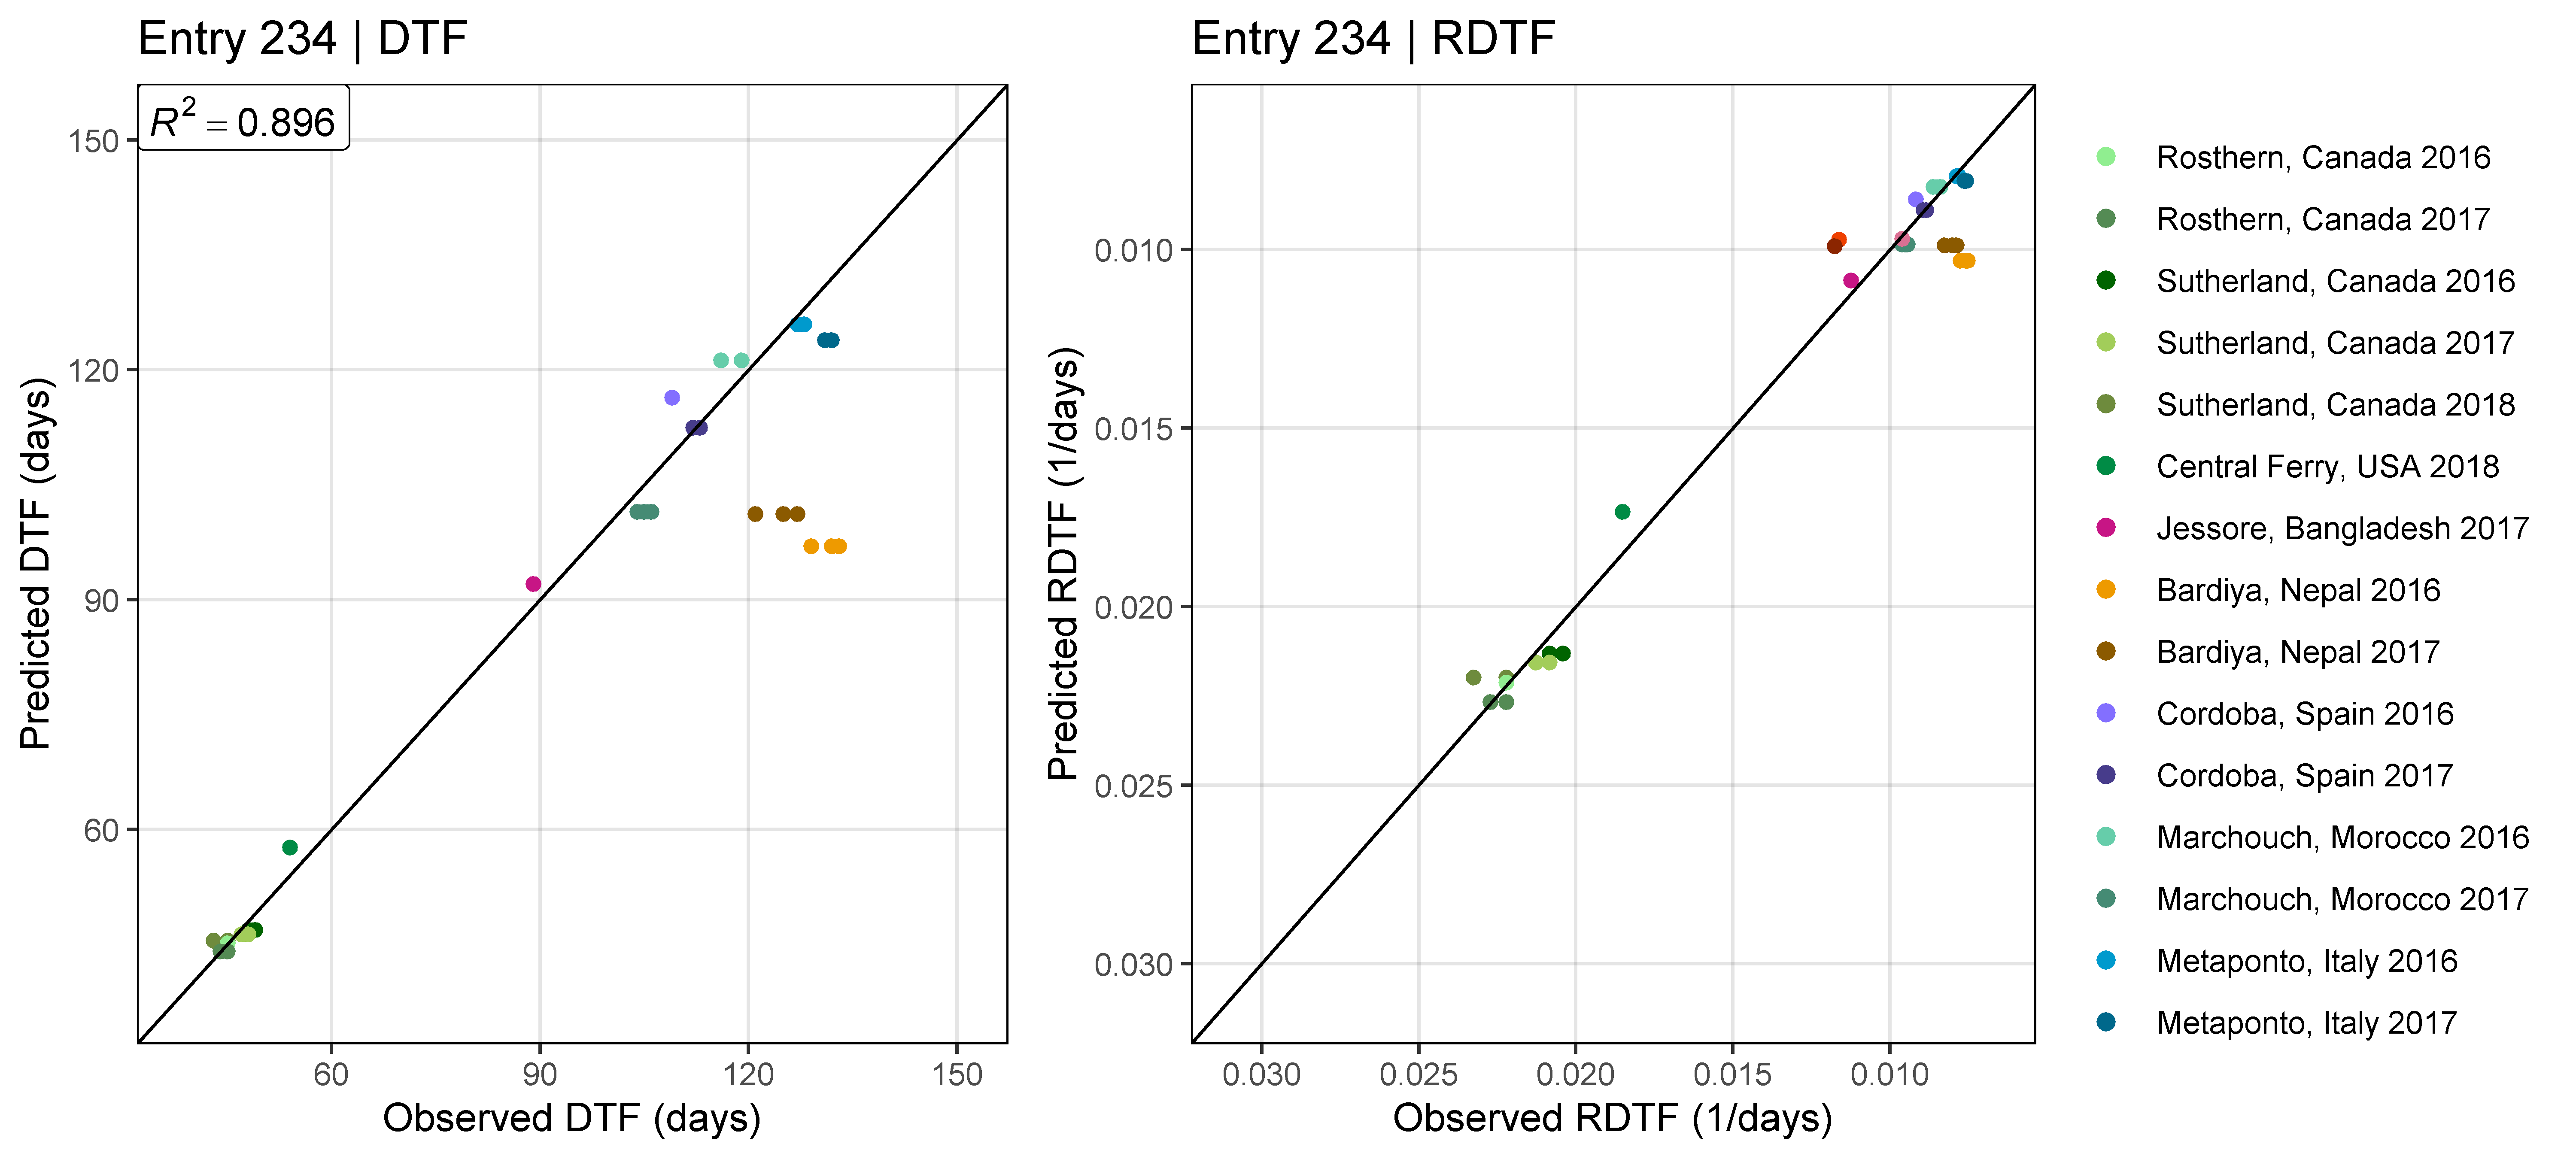 Entry 234 | DTF
R² = 0.896
150
120
90
60
Predicted DTF (days)
60 90 120 150
Observed DTF (days)
Entry 234 | RDTF
0.010
0.015
0.020
0.025
0.030
Predicted RDTF (1/days)
0.030 0.025 0.020 0.015 0.010
Observed RDTF (1/days)
Rosthern, Canada 2016
Rosthern, Canada 2017
Sutherland, Canada 2016
Sutherland, Canada 2017
Sutherland, Canada 2018
Central Ferry, USA 2018
Jessore, Bangladesh 2017
Bardiya, Nepal 2016
Bardiya, Nepal 2017
Cordoba, Spain 2016
Cordoba, Spain 2017
Marchouch, Morocco 2016
Marchouch, Morocco 2017
Metaponto, Italy 2016
Metaponto, Italy 2017